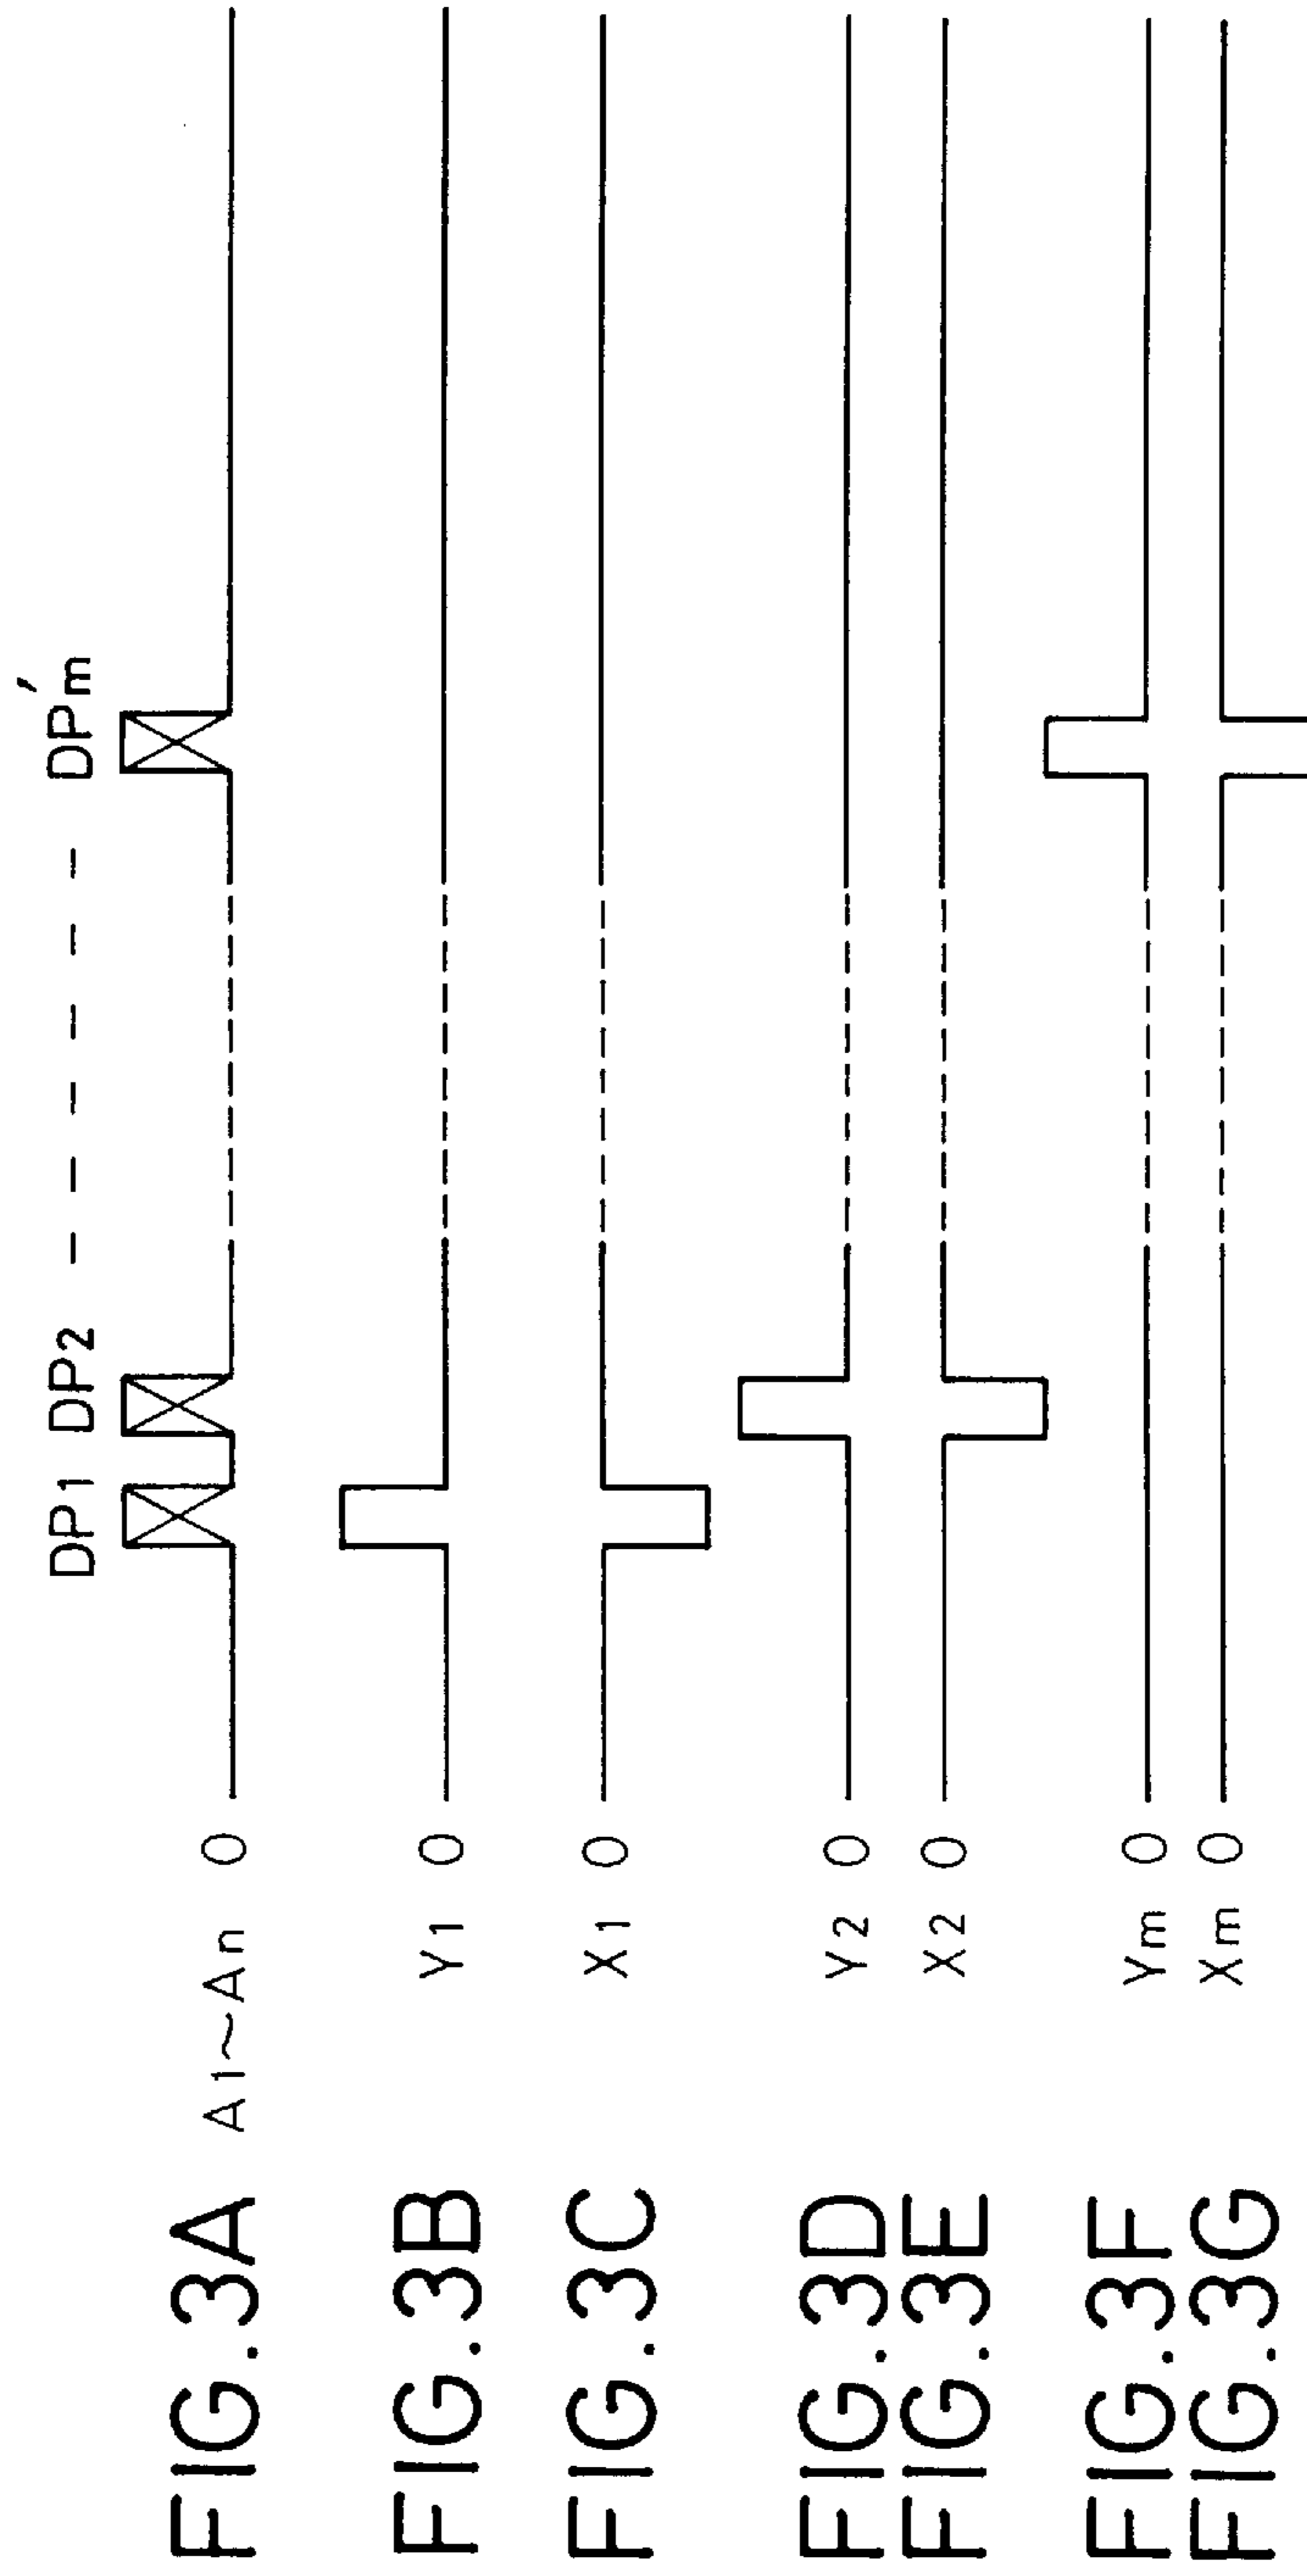 DP1 DP2 - - - - - - DPm′
FIG.3A A1~An 0
FIG.3B Y1 0
FIG.3C X1 0
FIG.3D Y2 0
FIG.3E X2 0
FIG.3F Ym 0
FIG.3G Xm 0